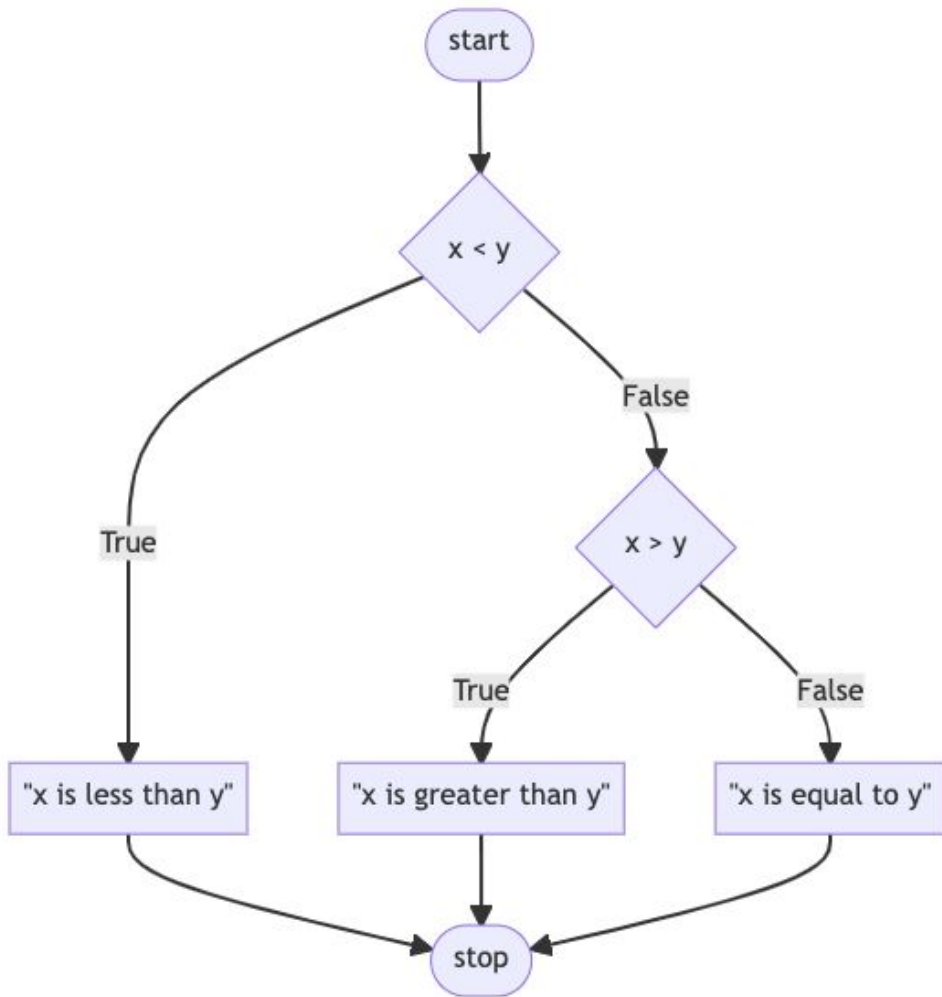 start
x < y
False
True
x > y
True
False
"x is less than y"
"x is greater than y"
"x is equal to y"
stop